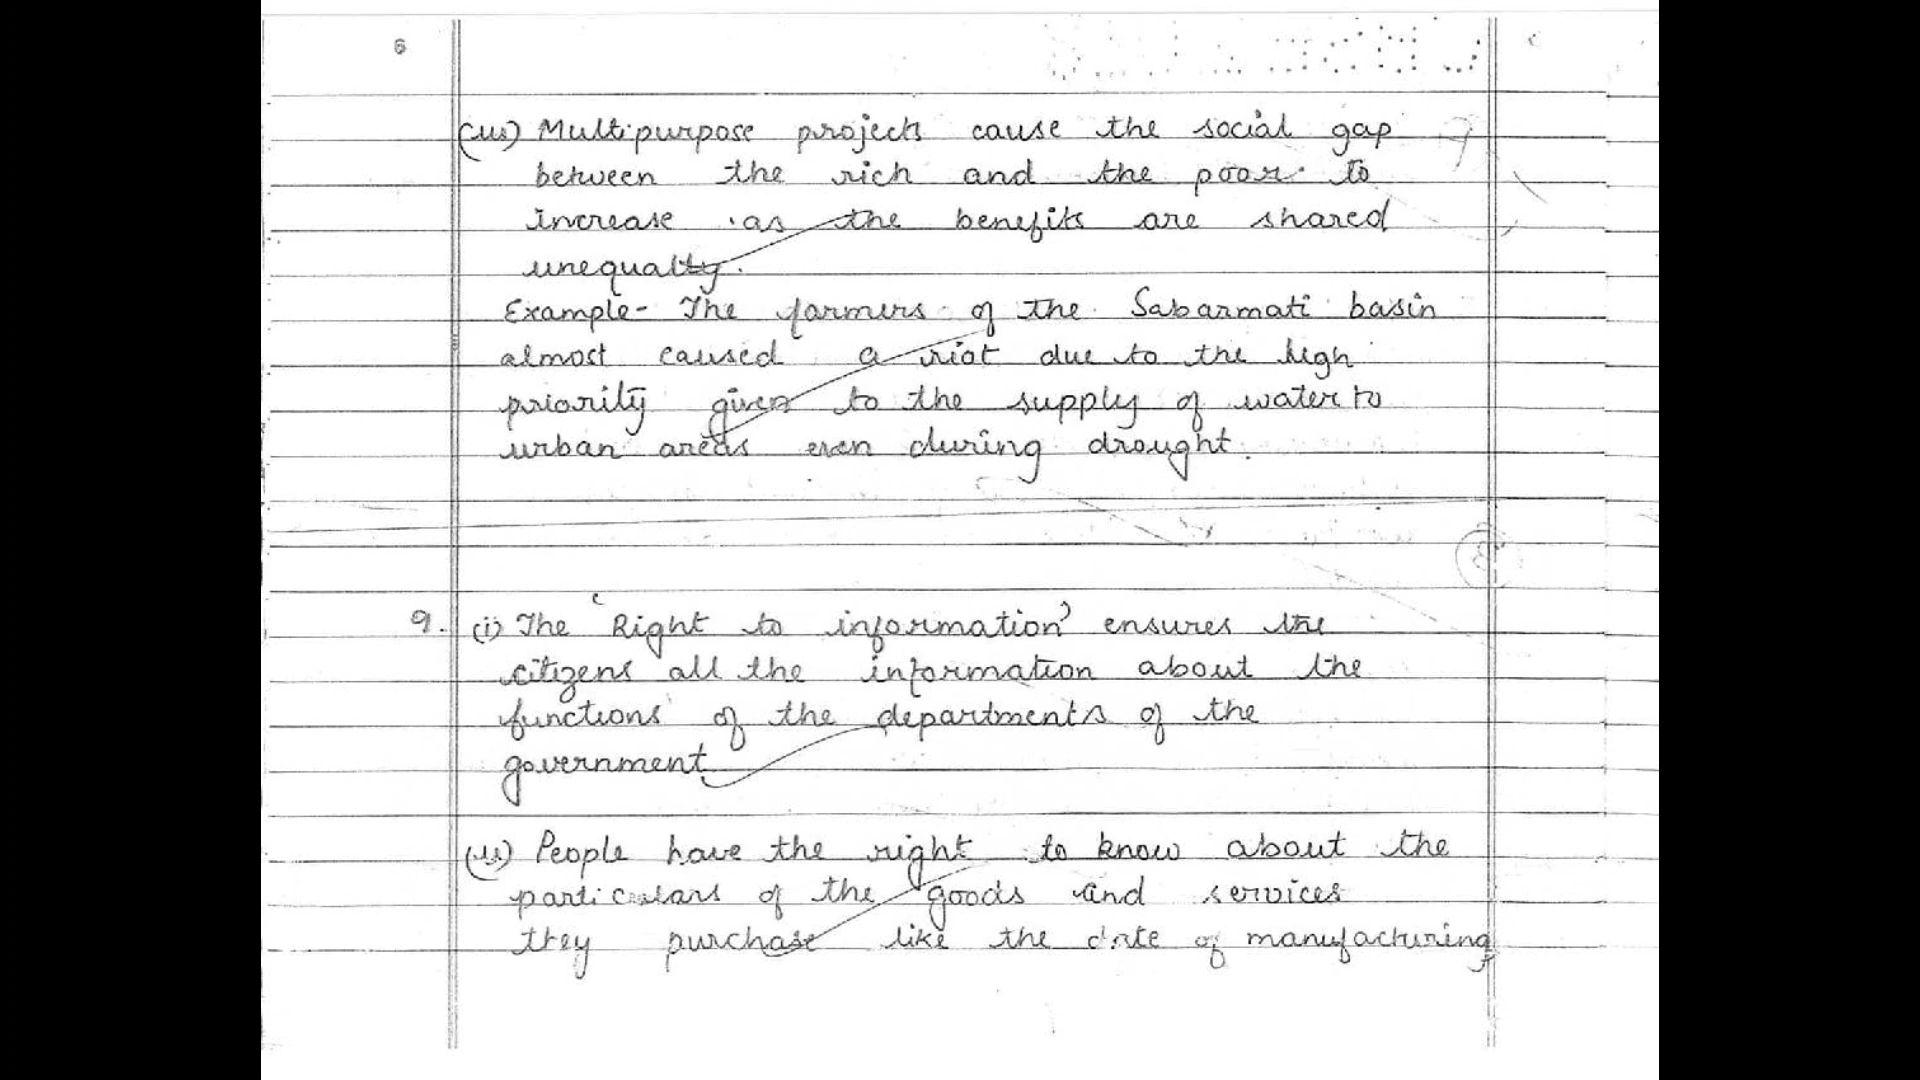 6
(iii) Multipurpose projects cause the social gap
between the rich and the poor to
increase as the benefits are shared
unequally.
Example- The farmers of the Sabarmati basin
almost caused a riot due to the high
priority given to the supply of water to
urban areas even during drought.
9. (i) The 'Right to information' ensures the
citizens all the information about the
functions of the departments of the
government
(ii) People have the right to know about the
particulars of the goods and services
they purchase like the date of manufacturing